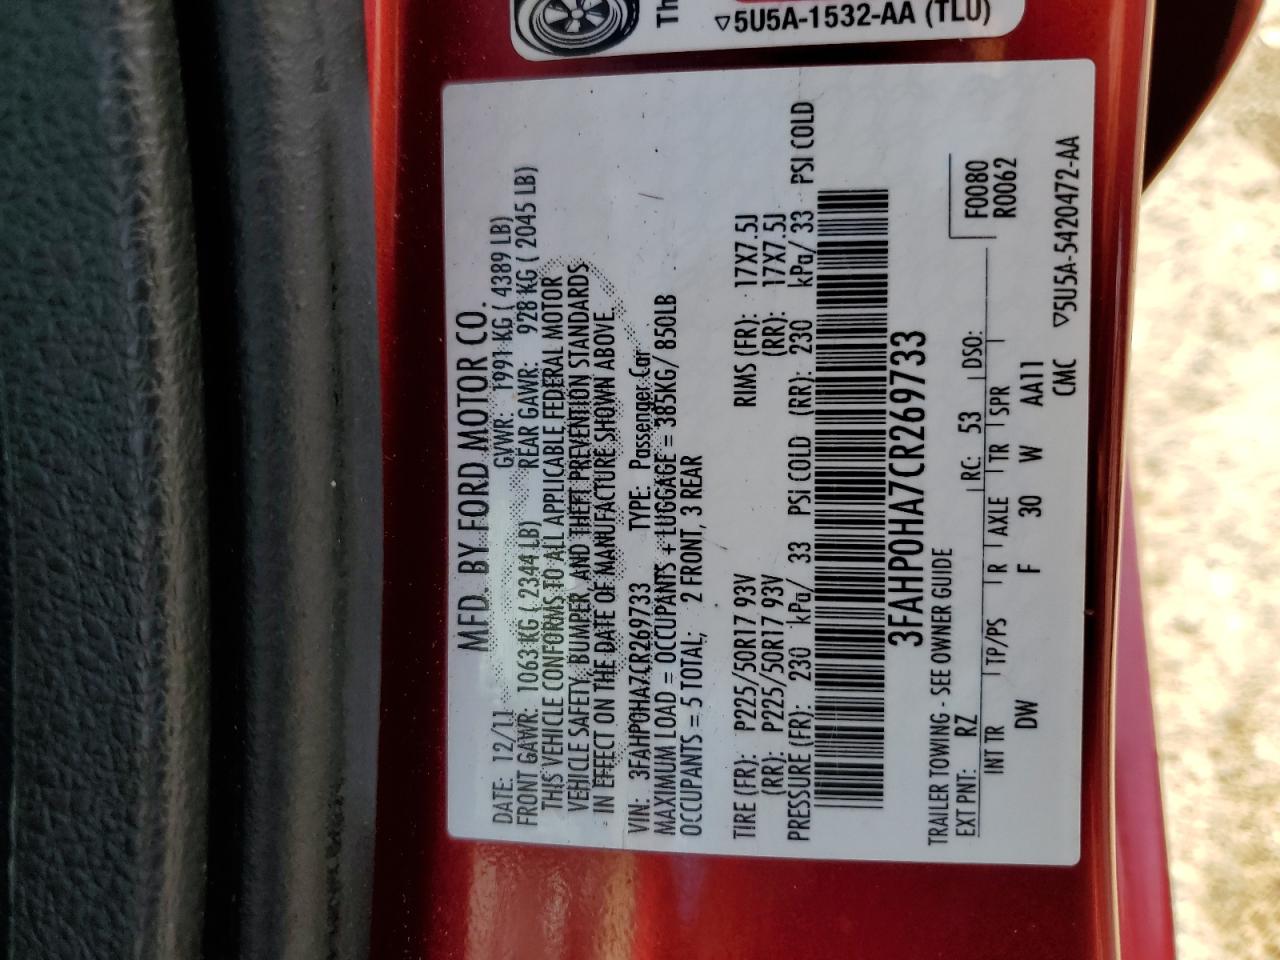 Th
▽5U5A-1532-AA (TLU)
MFD. BY FORD MOTOR CO.
DATE: 12/11 GVWR: 1991 KG ( 4389 LB)
FRONT GAWR: 1063 KG ( 2344 LB) REAR GAWR: 928 KG ( 2045 LB)
THIS VEHICLE CONFORMS TO ALL APPLICABLE FEDERAL MOTOR
VEHICLE SAFETY, BUMPER, AND THEFT PREVENTION STANDARDS
IN EFFECT ON THE DATE OF MANUFACTURE SHOWN ABOVE.
VIN: 3FAHP0HA7CR269733 TYPE: Passenger Car
MAXIMUM LOAD = OCCUPANTS + LUGGAGE = 385KG/ 850LB
OCCUPANTS = 5 TOTAL; 2 FRONT, 3 REAR
TIRE (FR): P225/50R17 93V RIMS (FR): 17X7.5J
(RR): P225/50R17 93V (RR): 17X7.5J
PRESSURE (FR): 230 kPa/ 33 PSI COLD (RR): 230 kPa/ 33 PSI COLD
3FAHP0HA7CR269733
TRAILER TOWING - SEE OWNER GUIDE F0080
EXT PNT: RZ RC: 53 DSO: R0062
INT TR TP/PS R AXLE TR SPR
DW F 30 W AA11
CMC ▽5U5A-5420472-AA